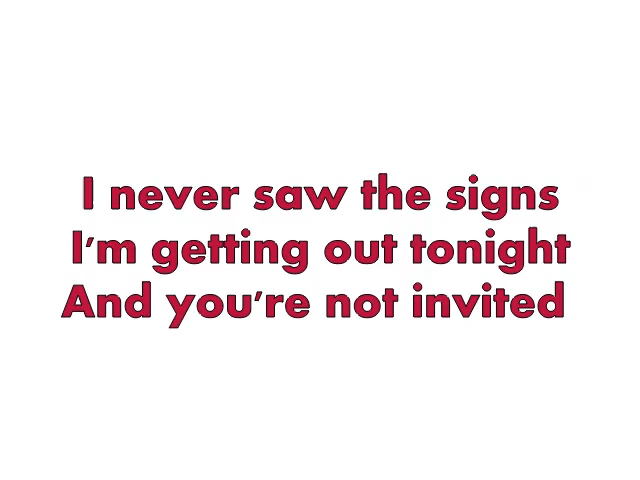 I never saw the signs
I'm getting out tonight
And you're not invited